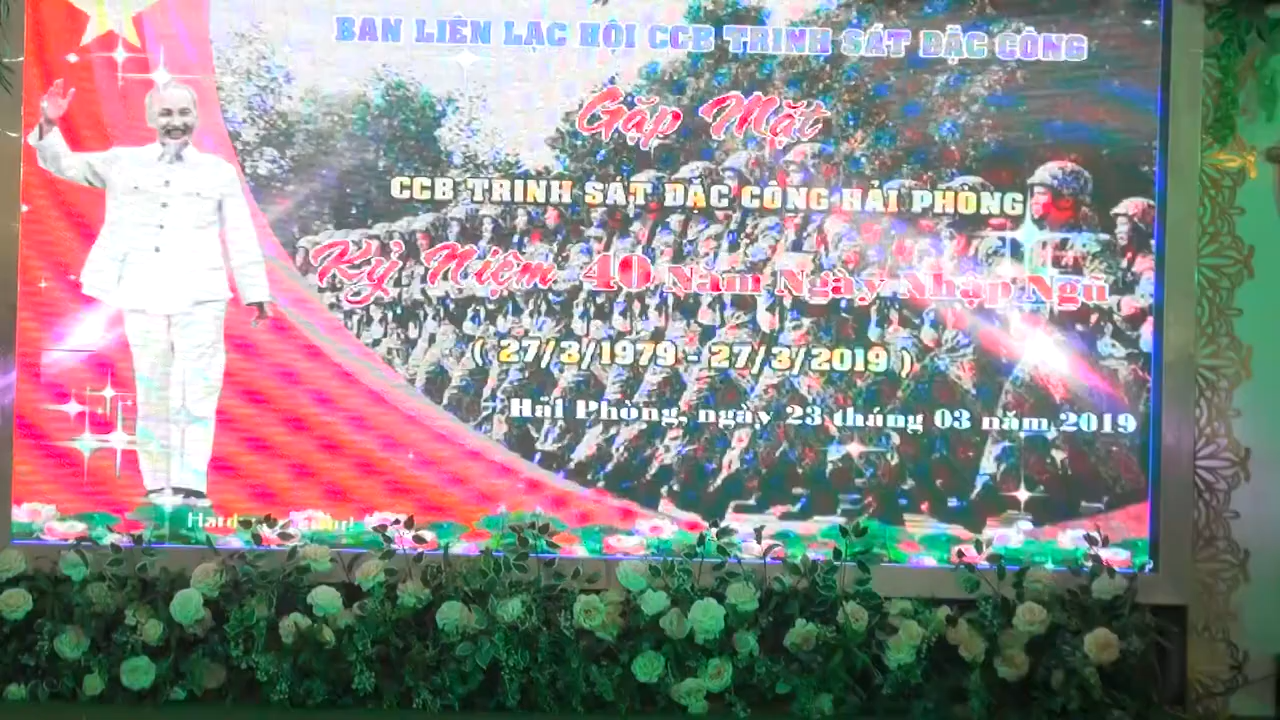 BAN LIÊN LẠC HỘI CCB TRINH SÁT ĐẶC CÔNG
Gặp Mặt
CCB TRINH SÁT ĐẶC CÔNG HẢI PHÒNG
Kỷ Niệm 40 Năm Ngày Nhập Ngũ
( 27/3/1979 - 27/3/2019 )
Hải Phòng, ngày 23 tháng 03 năm 2019